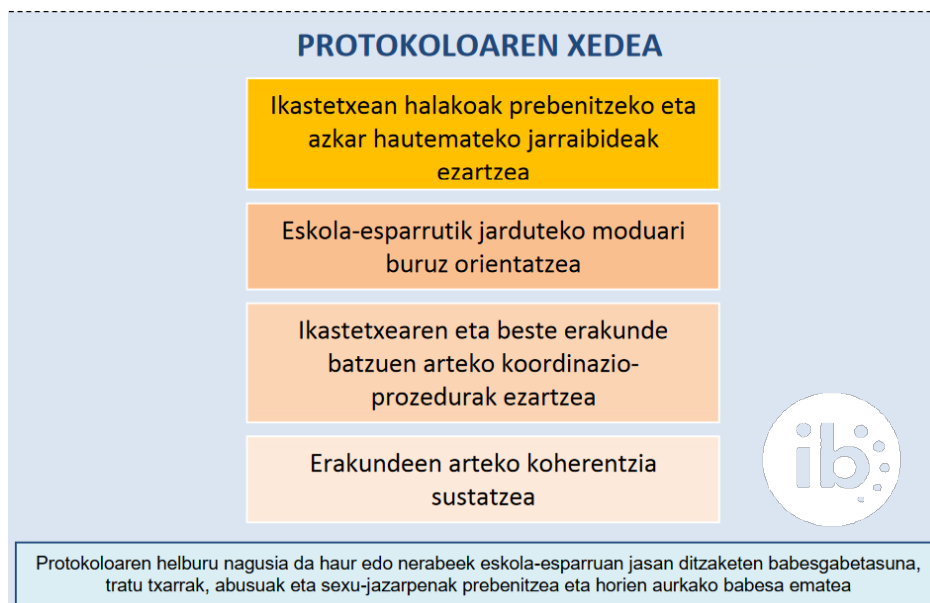 PROTOKOLOAREN XEDEA
Ikastetxean halakoak prebenitzeko eta
azkar hautemateko jarraibideak
ezartzea
Eskola-esparrutik jarduteko moduari
buruz orientatzea
Ikastetxearen eta beste erakunde
batzuen arteko koordinazio-
prozedurak ezartzea
Erakundeen arteko koherentzia
sustatzea
ib
Protokoloaren helburu nagusia da haur edo nerabeek eskola-esparruan jasan ditzaketen babesgabetasuna,
tratu txarrak, abusuak eta sexu-jazarpenak prebenitzea eta horien aurkako babesa ematea